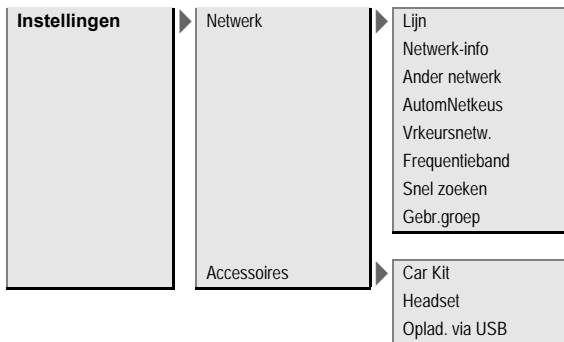 Instellingen
Netwerk
Lijn
Netwerk-info
Ander netwerk
AutomNetkeus
Vrkeursnetw.
Frequentieband
Snel zoeken
Gebr.groep
Accessoires
Car Kit
Headset
Oplad. via USB